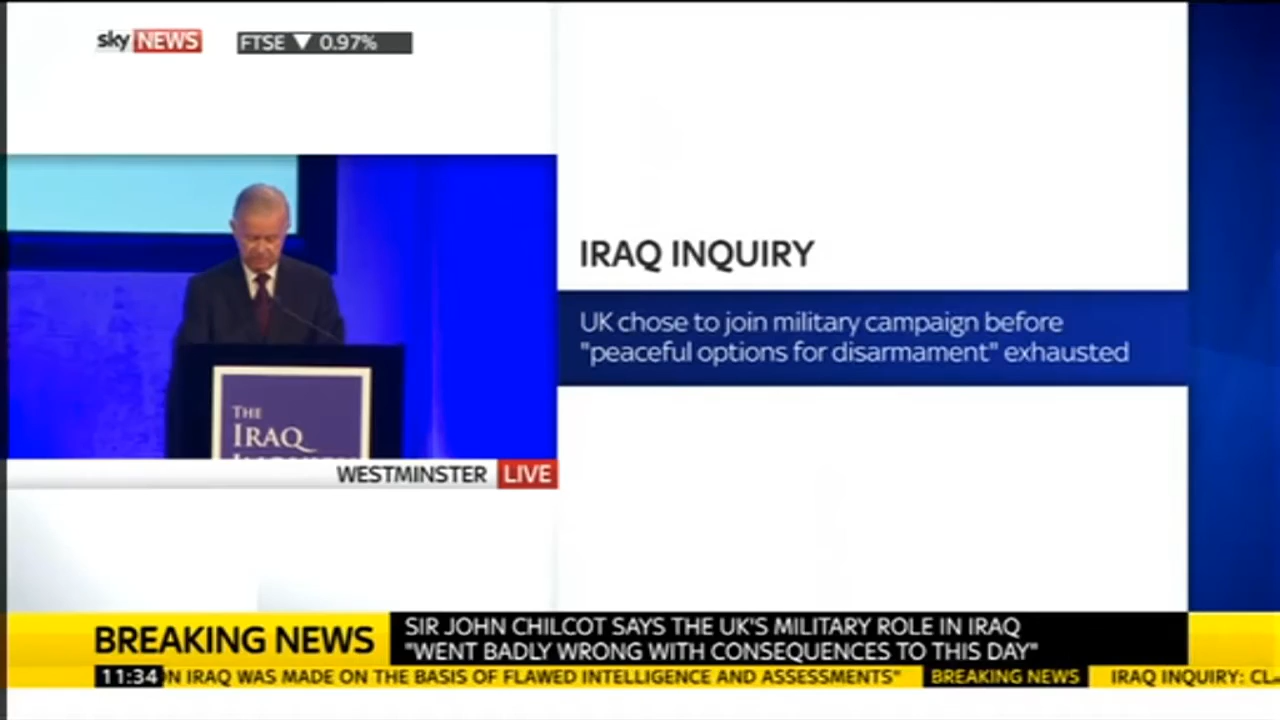 sky NEWS
FTSE ▼ 0.97%
IRAQ INQUIRY
UK chose to join military campaign before
"peaceful options for disarmament" exhausted
THE
IRAQ
WESTMINSTER LIVE
BREAKING NEWS
SIR JOHN CHILCOT SAYS THE UK'S MILITARY ROLE IN IRAQ
"WENT BADLY WRONG WITH CONSEQUENCES TO THIS DAY"
11:34 N IRAQ WAS MADE ON THE BASIS OF FLAWED INTELLIGENCE AND ASSESSMENTS" BREAKING NEWS IRAQ INQUIRY: